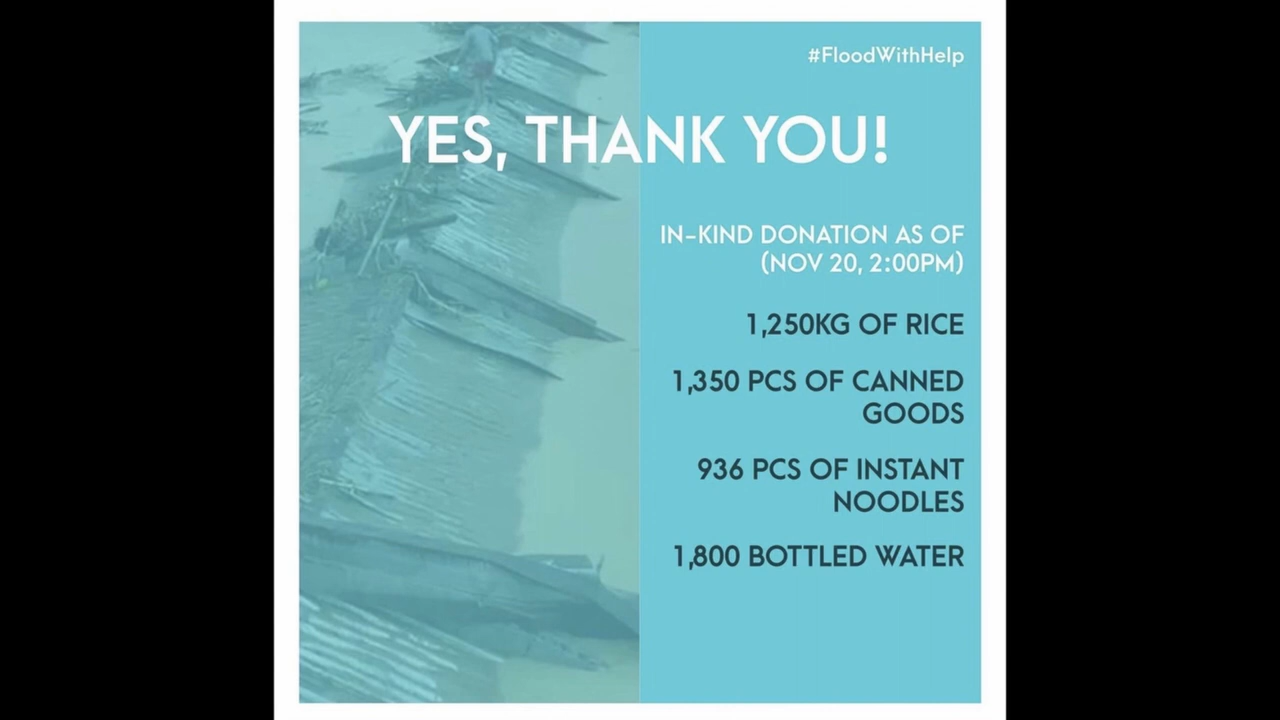 #FloodWithHelp
YES, THANK YOU!
IN-KIND DONATION AS OF
(NOV 20, 2:00PM)
1,250KG OF RICE
1,350 PCS OF CANNED
GOODS
936 PCS OF INSTANT
NOODLES
1,800 BOTTLED WATER